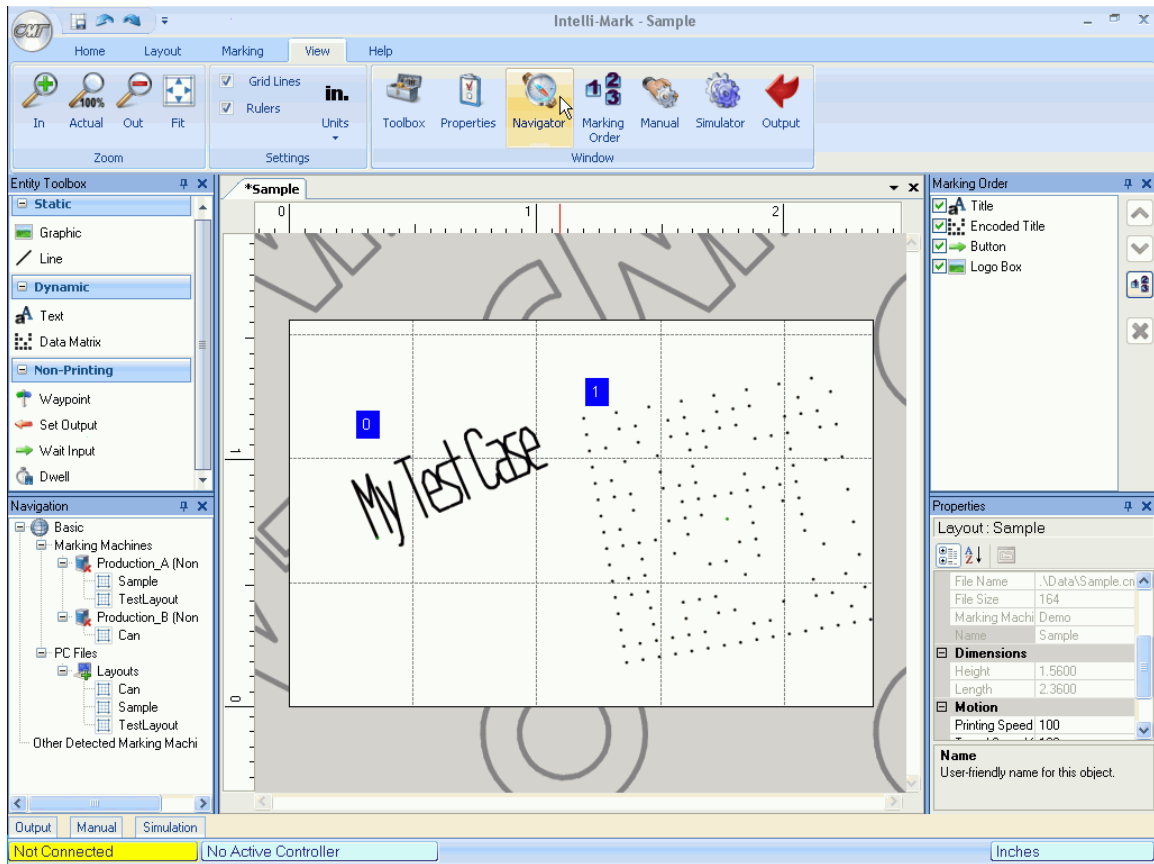 CMT
Intelli-Mark - Sample
Home Layout Marking View Help
In Actual Out Fit
Zoom
Grid Lines
Rulers
in.
Units
Settings
Toolbox Properties Navigator Marking Order Manual Simulator Output
Window
Entity Toolbox
Static
Graphic
Line
Dynamic
Text
Data Matrix
Non-Printing
Waypoint
Set Output
Wait Input
Dwell
Navigation
Basic
Marking Machines
Production_A (Non
Sample
TestLayout
Production_B (Non
Can
PC Files
Layouts
Can
Sample
TestLayout
Other Detected Marking Machi
*Sample
0 1 2
1
0
0
1
My Test Case
Marking Order
Title
Encoded Title
Button
Logo Box
Properties
Layout : Sample
File Name .\Data\Sample.cn
File Size 164
Marking Machi Demo
Name Sample
Dimensions
Height 1.5600
Length 2.3600
Motion
Printing Speed 100
Name
User-friendly name for this object.
Output Manual Simulation
Not Connected No Active Controller Inches